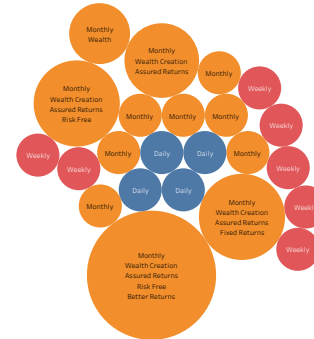 Monthly
Wealth
Monthly
Wealth Creation
Assured Returns
Monthly
Weekly
Monthly
Wealth Creation
Assured Returns
Risk Free
Monthly
Monthly
Monthly
Weekly
Weekly
Weekly
Monthly
Daily
Daily
Monthly
Weekly
Daily
Daily
Monthly
Monthly
Wealth Creation
Assured Returns
Fixed Returns
Weekly
Weekly
Monthly
Wealth Creation
Assured Returns
Risk Free
Better Returns